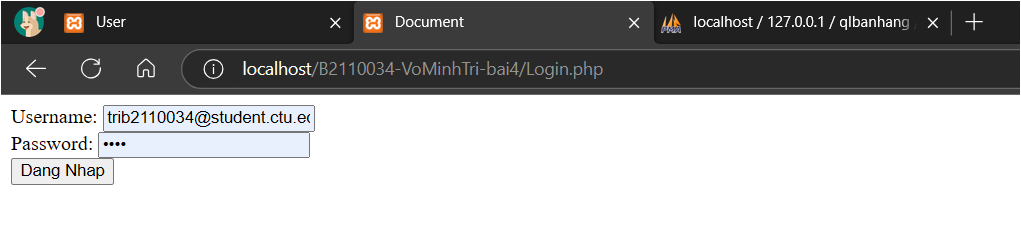 User
Document
localhost / 127.0.0.1 / qlbanhang
localhost/B2110034-VoMinhTri-bai4/Login.php
Username: trib2110034@student.ctu.ed
Password: ••••
Dang Nhap